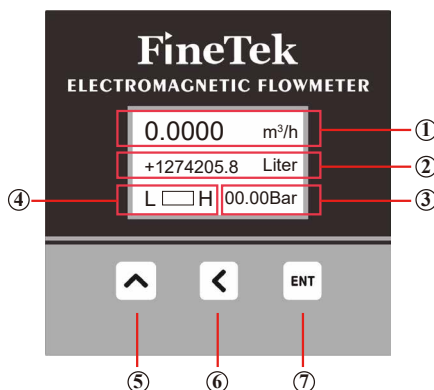 FineTek
ELECTROMAGNETIC FLOWMETER
0.0000 m³/h ①
+1274205.8 Liter ②
④ L H 00.00Bar ③
ENT
⑤ ⑥ ⑦